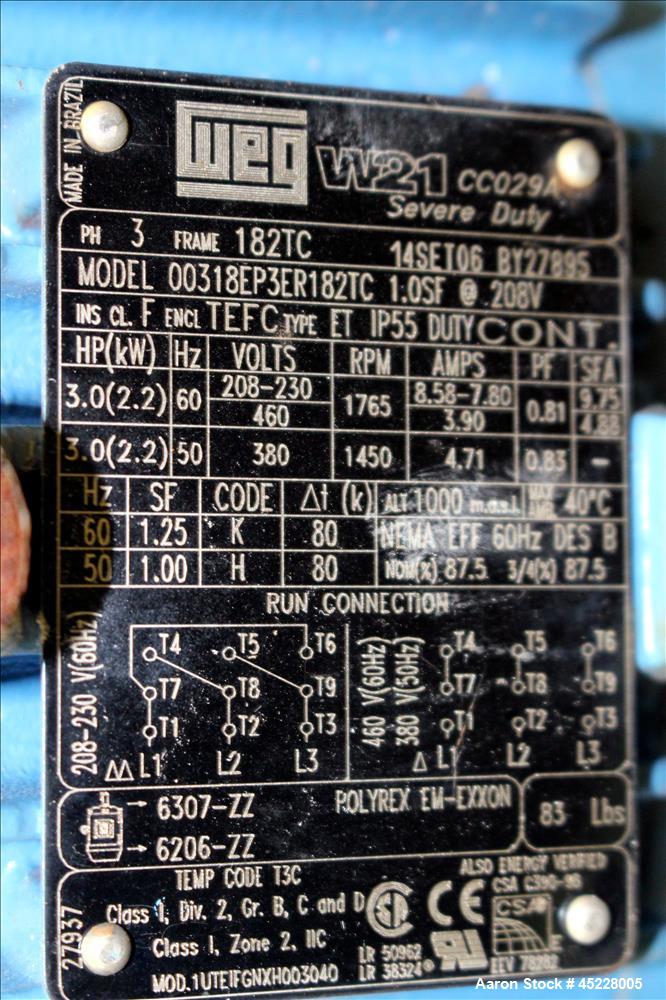 MADE IN BRAZIL
weg W21 CC029A
Severe Duty
PH 3 FRAME 182TC 14SET06 BY27895
MODEL 00318EP3ER182TC 1.0SF @ 208V
INS CL. F ENCL TEFC TYPE ET IP55 DUTY CONT.
HP(kW) Hz VOLTS RPM AMPS PF SFA
3.0(2.2) 60 208-230 1765 8.58-7.80 0.81 9.75
460 3.90 4.88
3.0(2.2) 50 380 1450 4.71 0.83 –
Hz SF CODE Δt (k) ALT 1000 m.a.s.l. MAX AMB. 40°C
60 1.25 K 80 NEMA EFF 60Hz DES B
50 1.00 H 80 NOM(%) 87.5 3/4(%) 87.5
RUN CONNECTION
208-230 V(60Hz)
T4 T5 T6
T7 T8 T9
T1 T2 T3
ΔΔ L1 L2 L3
460 V(60Hz)
380 V(50Hz)
T4 T5 T6
T7 T8 T9
T1 T2 T3
Δ L1 L2 L3
6307-ZZ POLYREX EM-EXXON
6206-ZZ
83 Lbs
27937
TEMP CODE T3C
Class I, Div. 2, Gr. B, C and D
Class I, Zone 2, IIC
MOD.1UTEIFGNXH003040
LR 50962
LR 38324
ALSO ENERGY VERIFIED
CSA C390-98
CSA
EEV 78282
Aaron Stock # 45228005